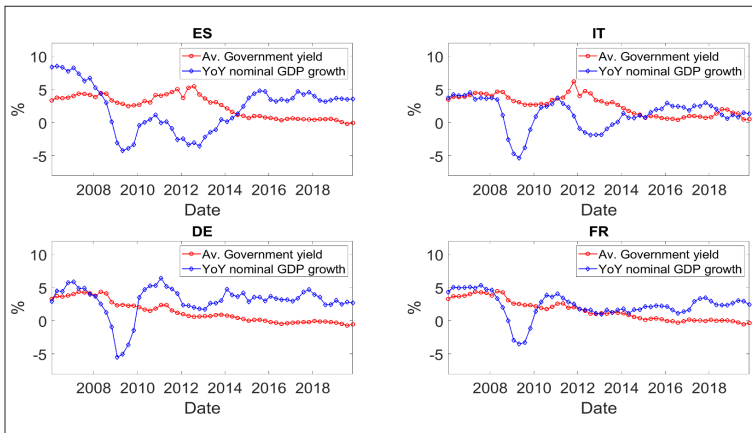 ES
Av. Government yield
YoY nominal GDP growth
10
5
0
-5
%
2008 2010 2012 2014 2016 2018
Date
IT
Av. Government yield
YoY nominal GDP growth
10
5
0
-5
%
2008 2010 2012 2014 2016 2018
Date
DE
Av. Government yield
YoY nominal GDP growth
10
5
0
-5
%
2008 2010 2012 2014 2016 2018
Date
FR
Av. Government yield
YoY nominal GDP growth
10
5
0
-5
%
2008 2010 2012 2014 2016 2018
Date